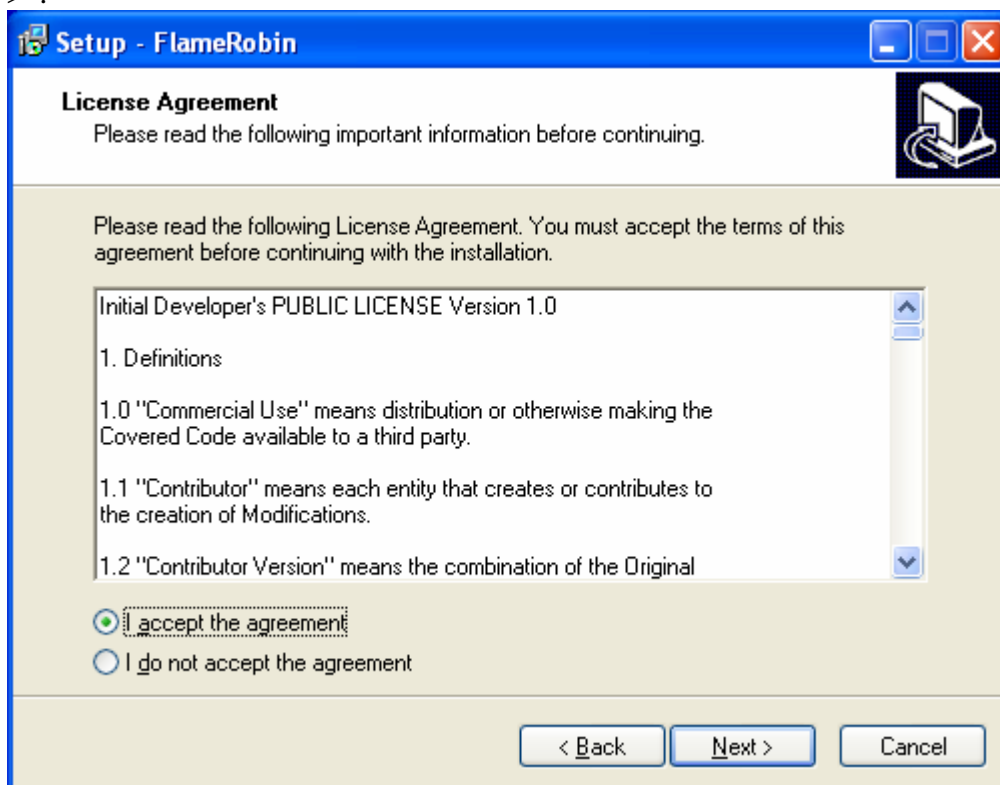 Setup - FlameRobin
License Agreement
Please read the following important information before continuing.
Please read the following License Agreement. You must accept the terms of this
agreement before continuing with the installation.
Initial Developer's PUBLIC LICENSE Version 1.0
1. Definitions
1.0 "Commercial Use" means distribution or otherwise making the
Covered Code available to a third party.
1.1 "Contributor" means each entity that creates or contributes to
the creation of Modifications.
1.2 "Contributor Version" means the combination of the Original
I accept the agreement
I do not accept the agreement
< Back Next > Cancel